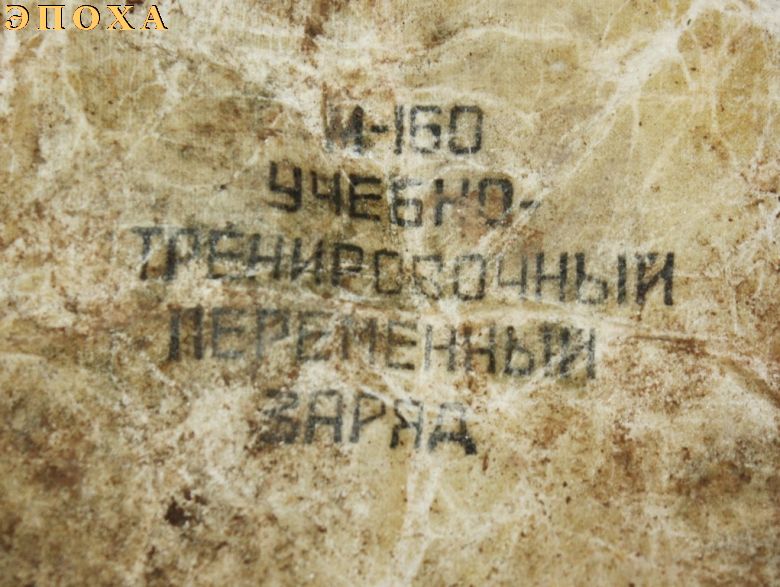 ЭПОХА
М-160
УЧЕБНО-
ТРЕНИРОВОЧНЫЙ
ПЕРЕМЕННЫЙ
ЗАРЯД